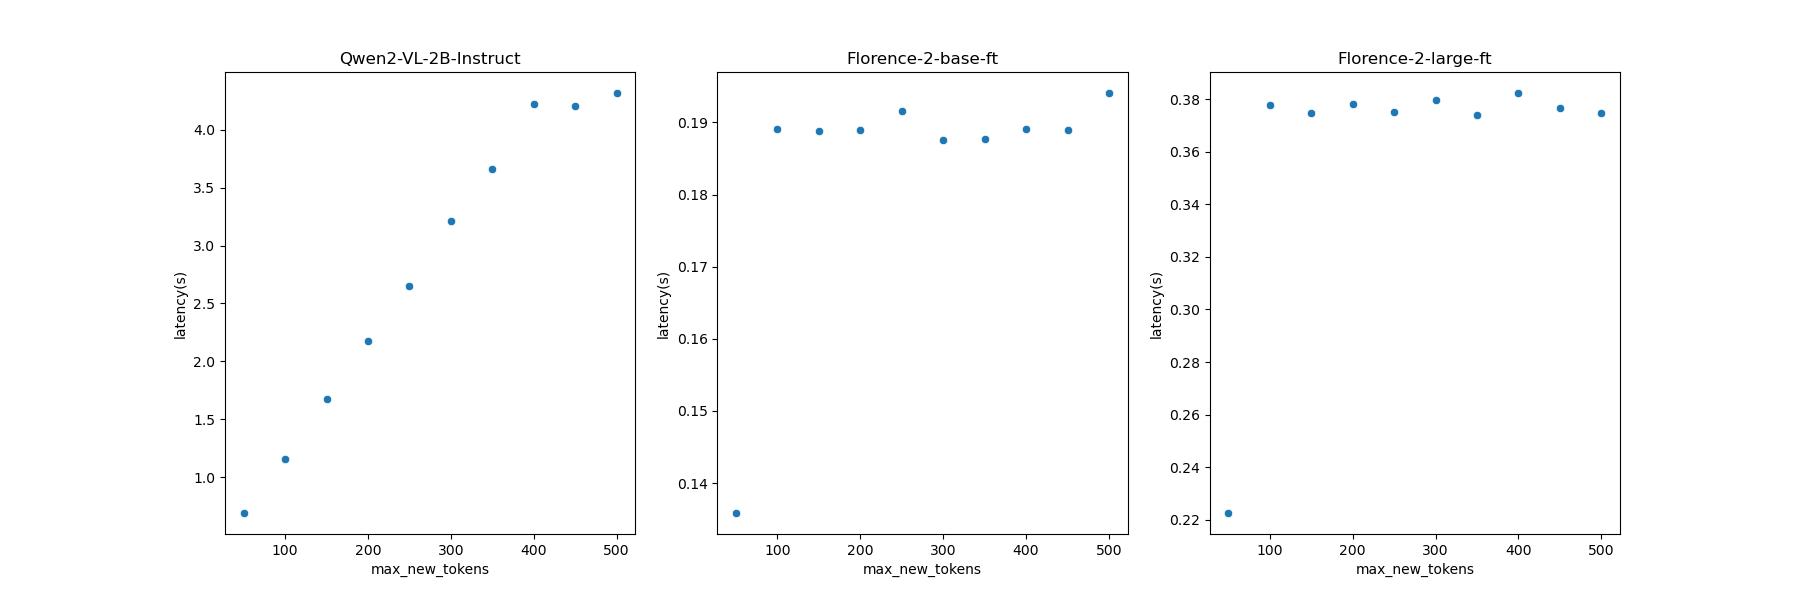 Qwen2-VL-2B-Instruct
4.0
3.5
3.0
2.5
2.0
1.5
1.0
latency(s)
100 200 300 400 500
max_new_tokens
Florence-2-base-ft
0.19
0.18
0.17
0.16
0.15
0.14
latency(s)
100 200 300 400 500
max_new_tokens
Florence-2-large-ft
0.38
0.36
0.34
0.32
0.30
0.28
0.26
0.24
0.22
latency(s)
100 200 300 400 500
max_new_tokens